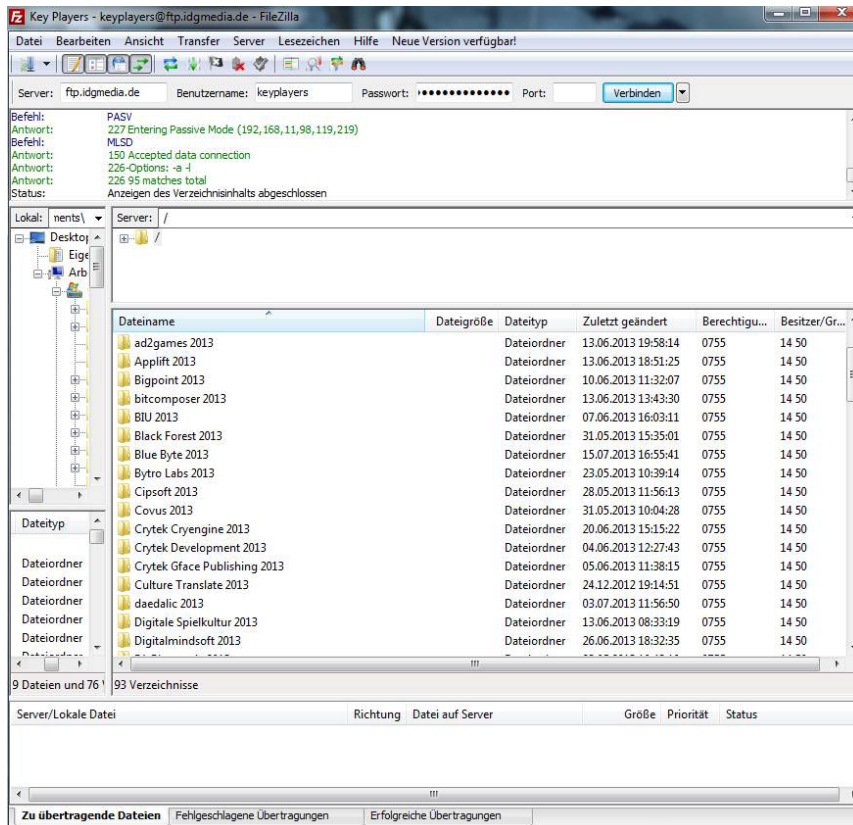 Key Players - keyplayers@ftp.idgmedia.de - FileZilla
Datei Bearbeiten Ansicht Transfer Server Lesezeichen Hilfe Neue Version verfügbar!
Server: ftp.idgmedia.de Benutzername: keyplayers Passwort: ••••••••••••• Port: Verbinden
Befehl: PASV
Antwort: 227 Entering Passive Mode (192,168,11,98,119,219)
Befehl: MLSD
Antwort: 150 Accepted data connection
Antwort: 226-Options: -a -l
Antwort: 226 95 matches total
Status: Anzeigen des Verzeichnisinhalts abgeschlossen
Lokal: nents\ Server: /
Desktop /
Eige
Arb
Dateiname Dateigröße Dateityp Zuletzt geändert Berechtigu... Besitzer/Gr...
ad2games 2013 Dateiordner 13.06.2013 19:58:14 0755 14 50
Applift 2013 Dateiordner 13.06.2013 18:51:25 0755 14 50
Bigpoint 2013 Dateiordner 10.06.2013 11:32:07 0755 14 50
bitcomposer 2013 Dateiordner 13.06.2013 13:43:30 0755 14 50
BIU 2013 Dateiordner 07.06.2013 16:03:11 0755 14 50
Black Forest 2013 Dateiordner 31.05.2013 15:35:01 0755 14 50
Blue Byte 2013 Dateiordner 15.07.2013 16:55:41 0755 14 50
Bytro Labs 2013 Dateiordner 23.05.2013 10:39:14 0755 14 50
Cipsoft 2013 Dateiordner 28.05.2013 11:56:13 0755 14 50
Covus 2013 Dateiordner 31.05.2013 10:04:28 0755 14 50
Crytek Cryengine 2013 Dateiordner 20.06.2013 15:15:22 0755 14 50
Crytek Development 2013 Dateiordner 04.06.2013 12:27:43 0755 14 50
Crytek Gface Publishing 2013 Dateiordner 05.06.2013 11:38:15 0755 14 50
Culture Translate 2013 Dateiordner 24.12.2012 19:14:51 0755 14 50
daedalic 2013 Dateiordner 03.07.2013 11:56:50 0755 14 50
Digitale Spielkultur 2013 Dateiordner 13.06.2013 08:33:19 0755 14 50
Digitalmindsoft 2013 Dateiordner 26.06.2013 18:32:35 0755 14 50
Dateityp
Dateiordner
Dateiordner
Dateiordner
Dateiordner
Dateiordner
9 Dateien und 76 93 Verzeichnisse
Server/Lokale Datei Richtung Datei auf Server Größe Priorität Status
Zu übertragende Dateien Fehlgeschlagene Übertragungen Erfolgreiche Übertragungen